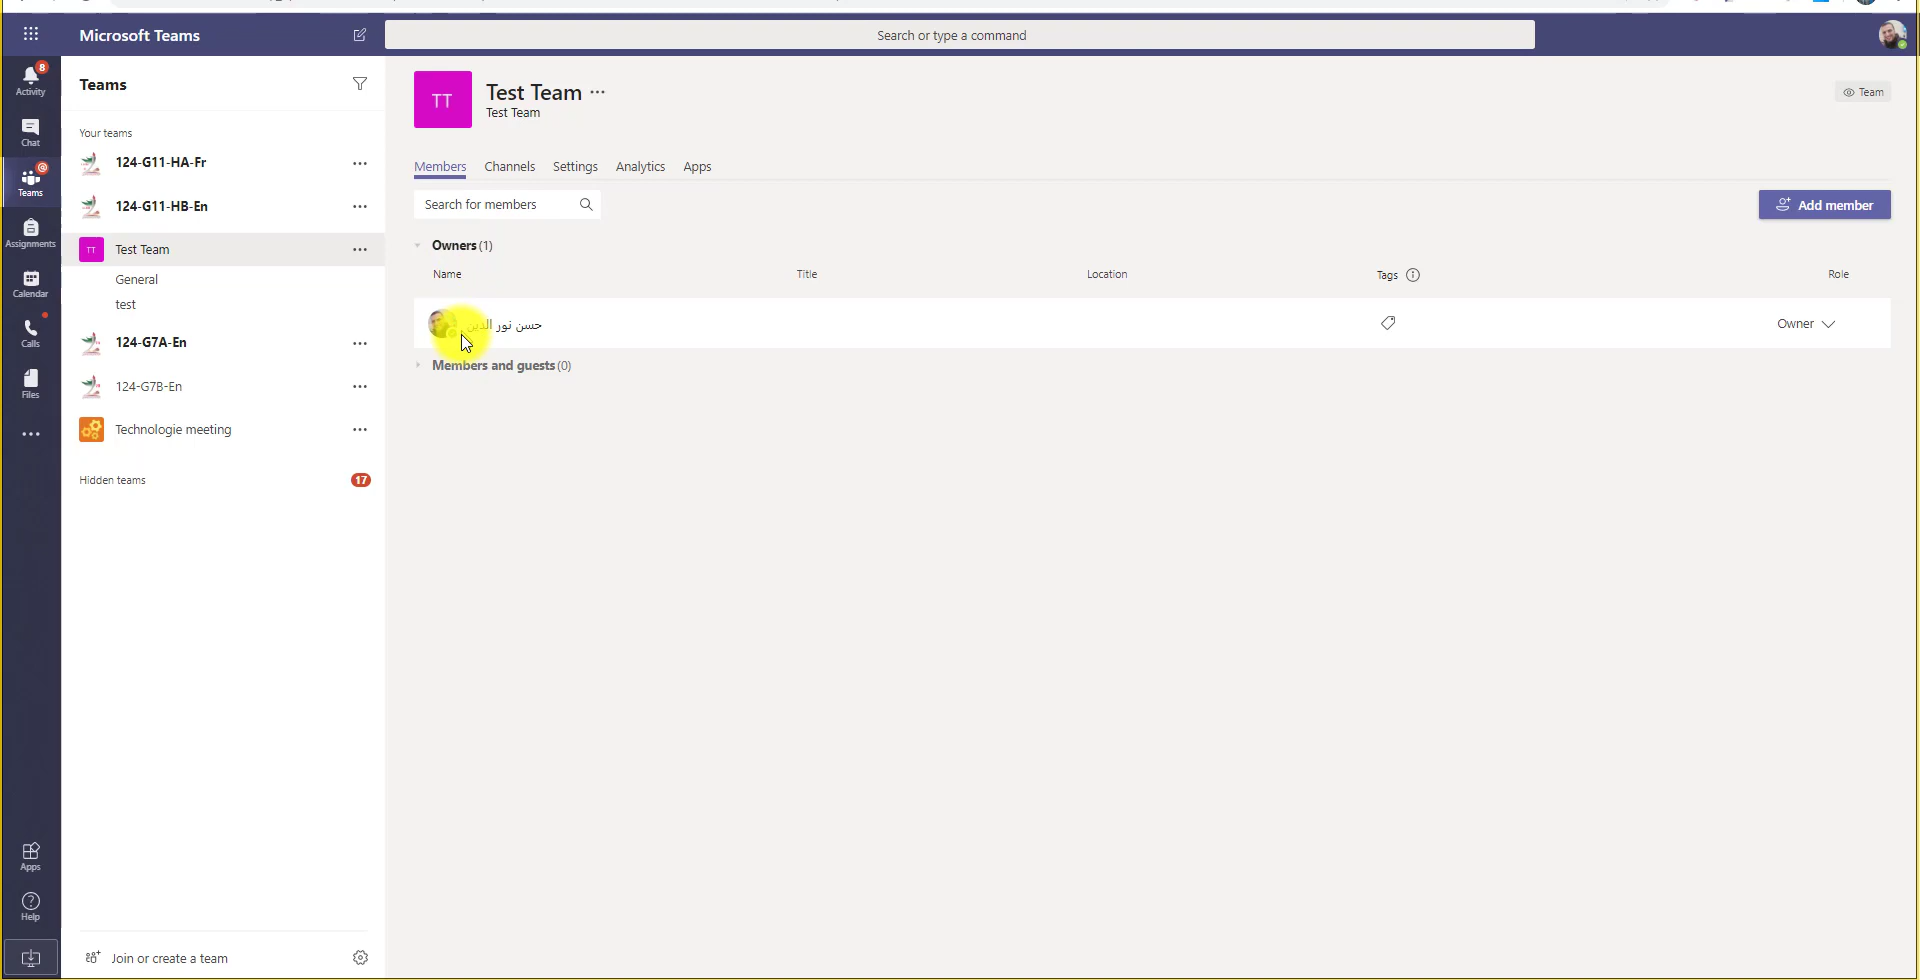 Microsoft Teams
Search or type a command
8
Activity
Chat
@
Teams
Assignments
Calendar
Calls
Files
Apps
Help
Teams
Your teams
124-G11-HA-Fr
124-G11-HB-En
TT
Test Team
General
test
124-G7A-En
124-G7B-En
Technologie meeting
Hidden teams
17
Join or create a team
TT
Test Team
Test Team
Team
Members Channels Settings Analytics Apps
Search for members
Add member
Owners (1)
Name Title Location Tags Role
حسن نور الدين
Owner
Members and guests (0)